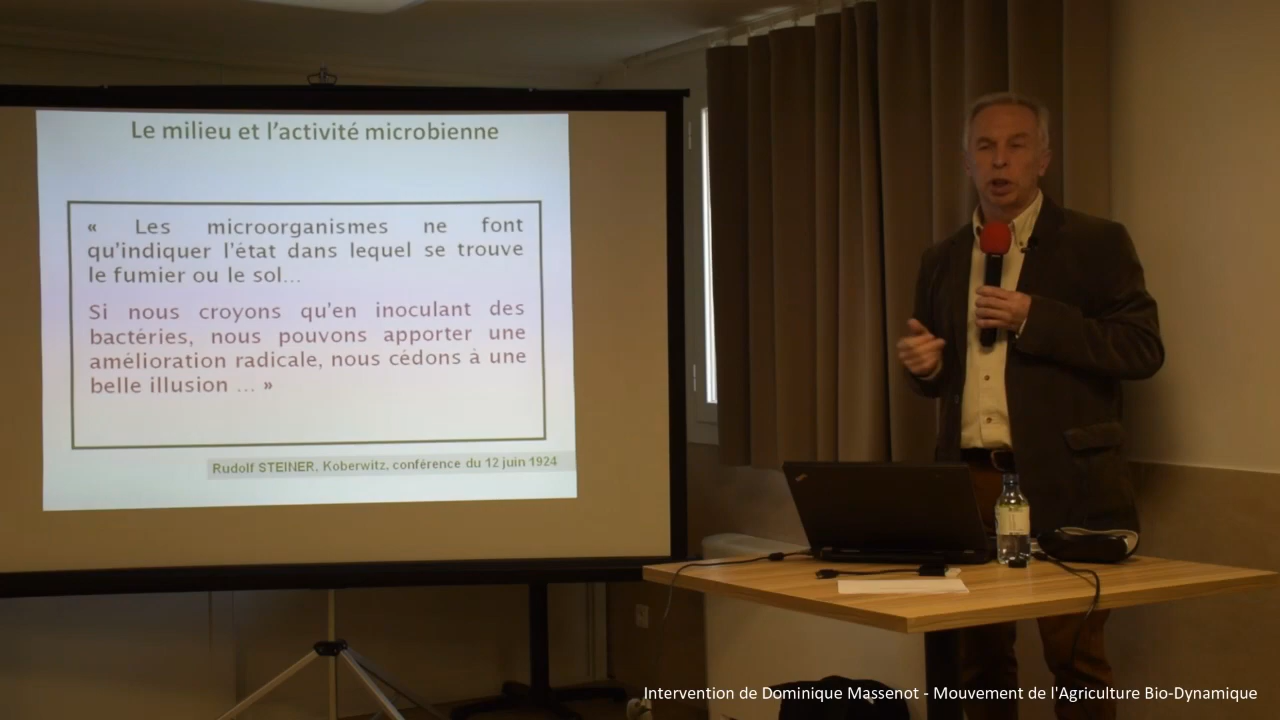 Le milieu et l'activité microbienne
« Les microorganismes ne font
qu'indiquer l'état dans lequel se trouve
le fumier ou le sol...
Si nous croyons qu'en inoculant des
bactéries, nous pouvons apporter une
amélioration radicale, nous cédons à une
belle illusion ... »
Rudolf STEINER. Koberwitz, conférence du 12 juin 1924
Intervention de Dominique Massenot - Mouvement de l'Agriculture Bio-Dynamique